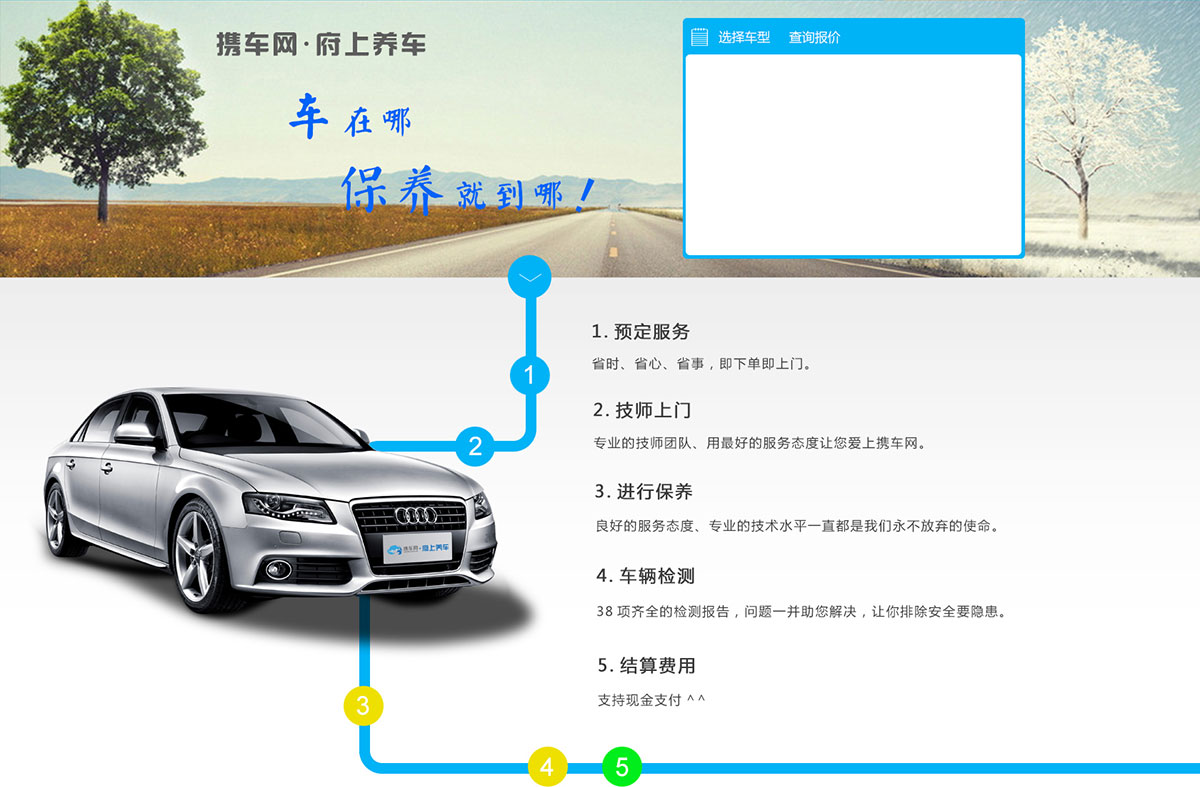 携车网·府上养车
车在哪
保养就到哪！
选择车型 查询报价
1. 预定服务
省时、省心、省事，即下单即上门。
2. 技师上门
专业的技师团队、用最好的服务态度让您爱上携车网。
3. 进行保养
良好的服务态度、专业的技术水平一直都是我们永不放弃的使命。
4. 车辆检测
38 项齐全的检测报告，问题一并助您解决，让你排除安全要隐患。
5. 结算费用
支持现金支付 ^ ^
1
2
携车网·府上养车
3
4
5